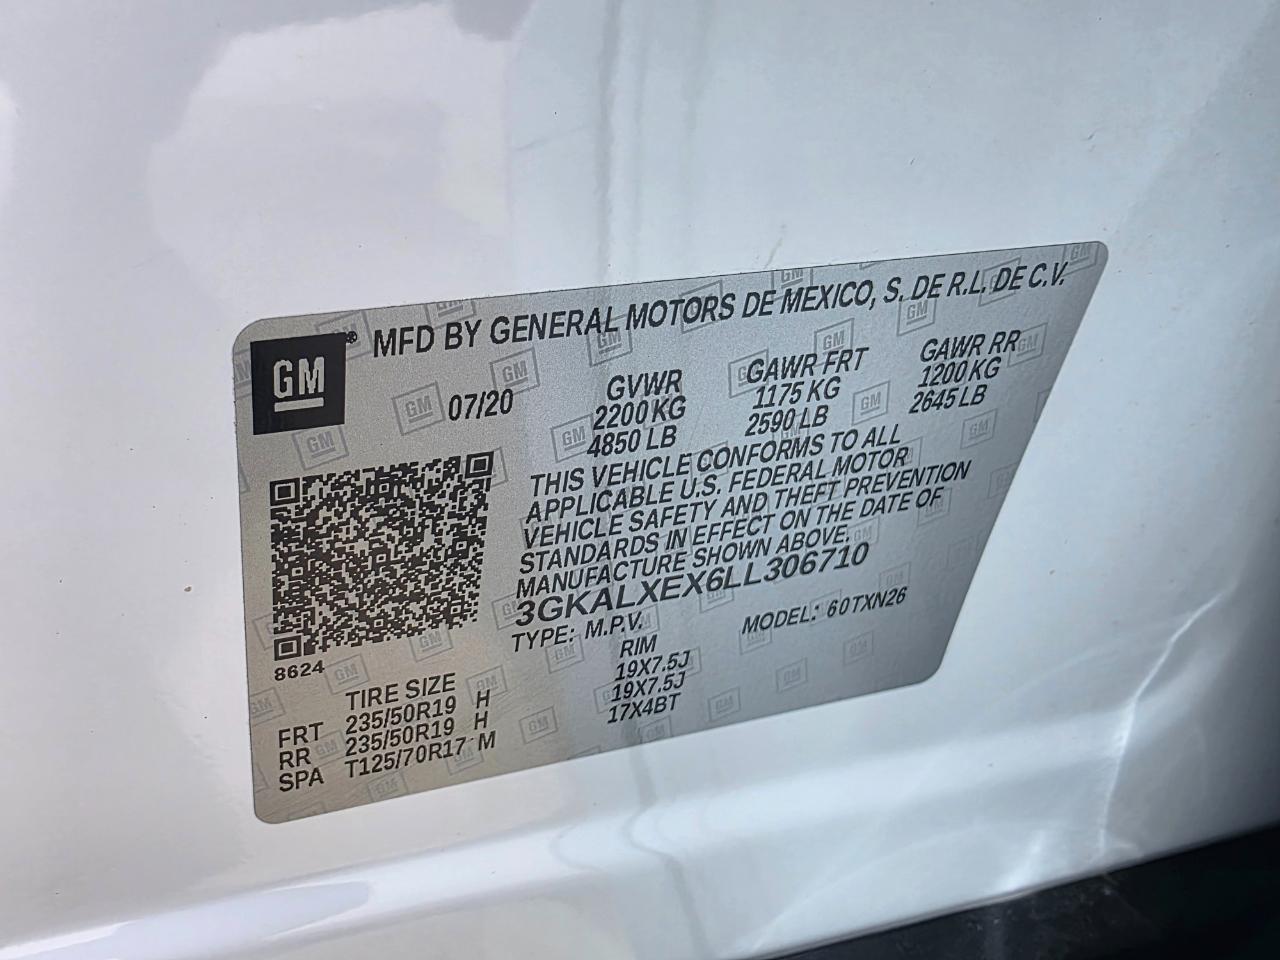 GM® MFD BY GENERAL MOTORS DE MEXICO, S. DE R.L. DE C.V.
07/20 GVWR GAWR FRT GAWR RR
2200 KG 1175 KG 1200 KG
4850 LB 2590 LB 2645 LB
THIS VEHICLE CONFORMS TO ALL
APPLICABLE U.S. FEDERAL MOTOR
VEHICLE SAFETY AND THEFT PREVENTION
STANDARDS IN EFFECT ON THE DATE OF
MANUFACTURE SHOWN ABOVE.
3GKALXEX6LL306710
TYPE: M.P.V. MODEL: 60TXN26
8624
TIRE SIZE RIM
FRT 235/50R19 H 19X7.5J
RR 235/50R19 H 19X7.5J
SPA T125/70R17 M 17X4BT